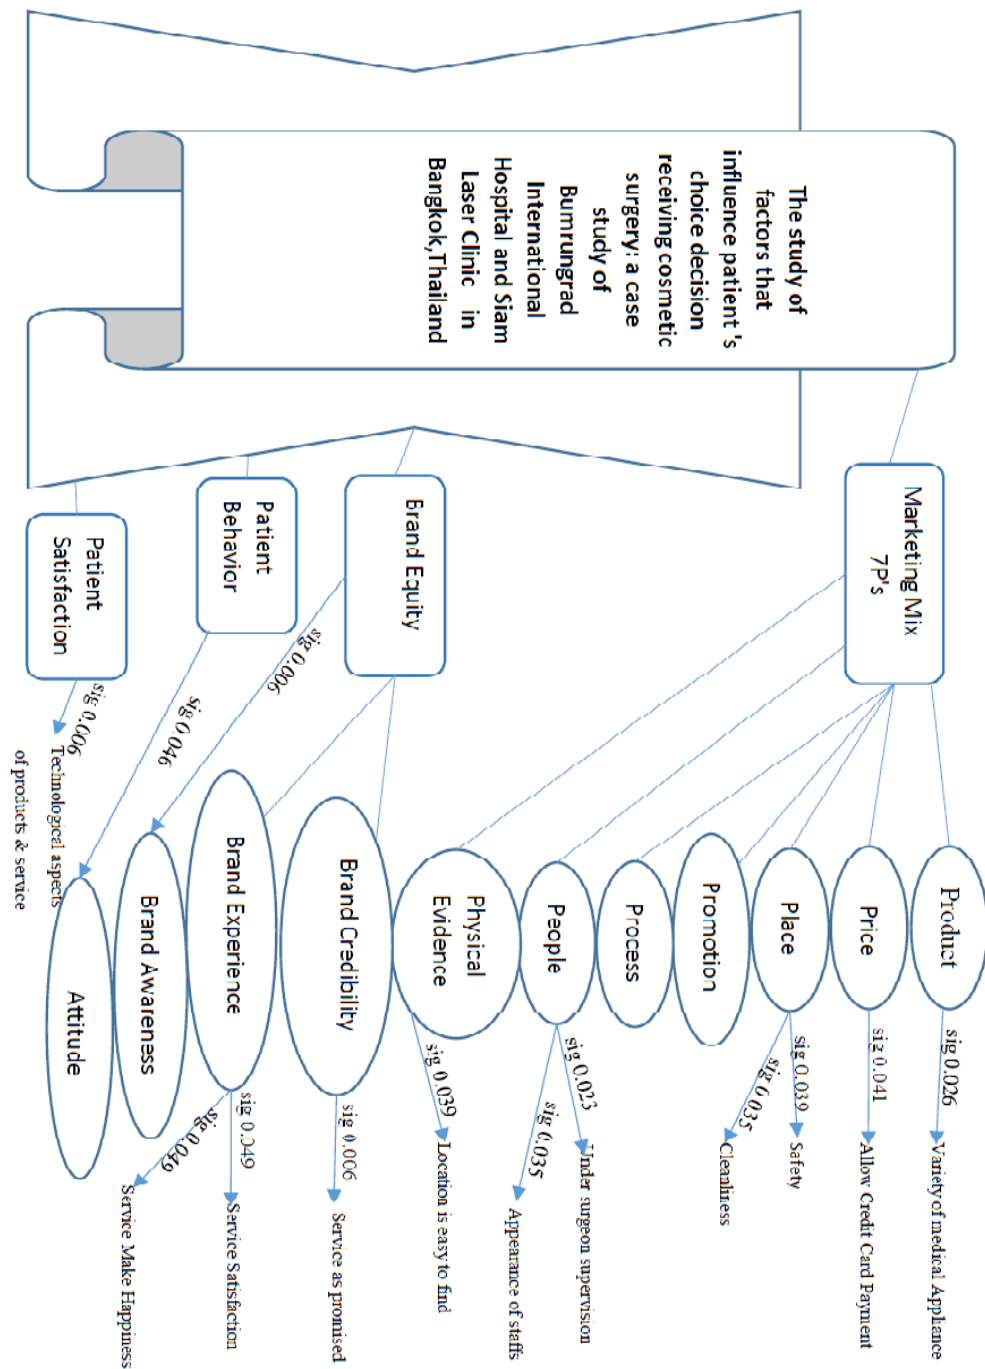 The study of
factors that
influence patient 's
choice decision
receiving cosmetic
surgery: a case
study of
Bumrungrad
International
Hospital and Siam
Laser Clinic in
Bangkok,Thailand
Marketing Mix
7P's
Brand Equity
Patient
Behavior
Patient
Satisfaction
Product
sig 0.026
Variety of medical Appliance
Price
sig 0.041
Allow Credit Card Payment
Place
sig 0.039
Safety
sig 0.035
Cleanliness
Promotion
Process
People
sig 0.023
Under surgeon supervision
sig 0.035
Appearance of staffs
Physical
Evidence
sig 0.039
Location is easy to find
Brand Credibility
sig 0.006
Service as promised
Brand Experience
sig 0.049
Service Satisfaction
sig 0.049
Service Make Happiness
sig 0.006
Brand Awareness
sig 0.046
Attitude
sig 0.006
Technological aspects
of products & service